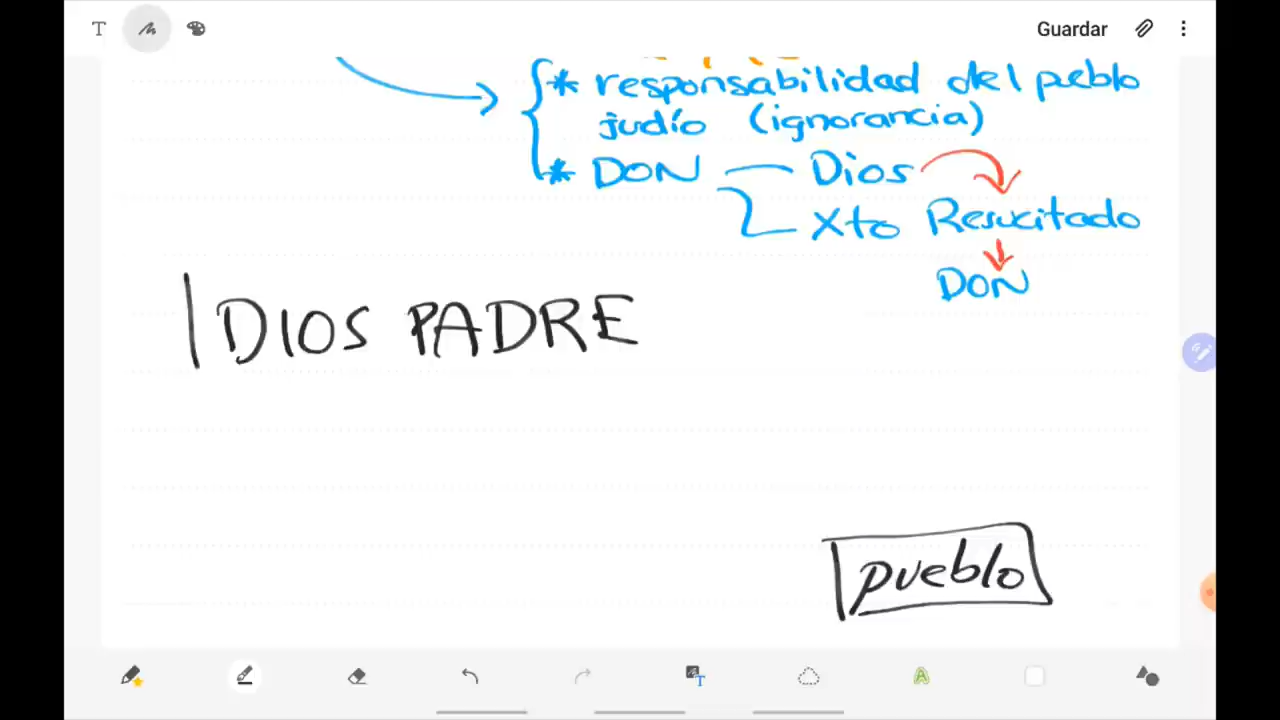 T Guardar
* responsabilidad del pueblo
judío (ignorancia)
* DON Dios
Xto Resucitado
DON
DIOS PADRE
pueblo
T A